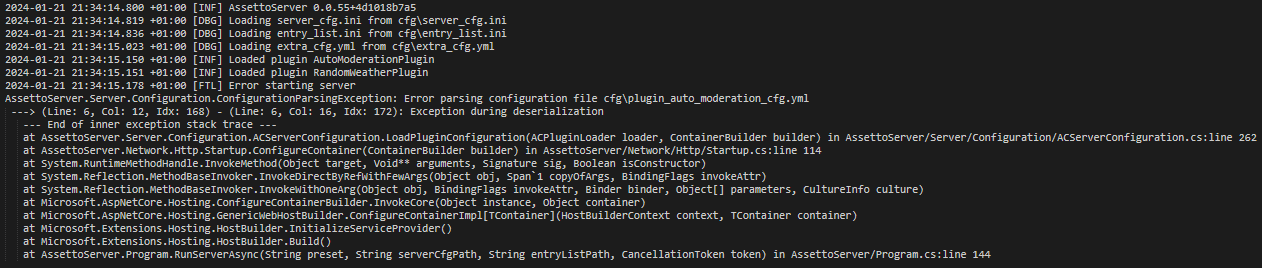 2024-01-21 21:34:14.800 +01:00 [INF] AssettoServer 0.0.55+4d1018b7a5
2024-01-21 21:34:14.819 +01:00 [DBG] Loading server_cfg.ini from cfg\server_cfg.ini
2024-01-21 21:34:14.836 +01:00 [DBG] Loading entry_list.ini from cfg\entry_list.ini
2024-01-21 21:34:15.023 +01:00 [DBG] Loading extra_cfg.yml from cfg\extra_cfg.yml
2024-01-21 21:34:15.150 +01:00 [INF] Loaded plugin AutoModerationPlugin
2024-01-21 21:34:15.151 +01:00 [INF] Loaded plugin RandomWeatherPlugin
2024-01-21 21:34:15.178 +01:00 [FTL] Error starting server
AssettoServer.Server.Configuration.ConfigurationParsingException: Error parsing configuration file cfg\plugin_auto_moderation_cfg.yml
 ---> (Line: 6, Col: 12, Idx: 168) - (Line: 6, Col: 16, Idx: 172): Exception during deserialization
   --- End of inner exception stack trace ---
   at AssettoServer.Server.Configuration.ACServerConfiguration.LoadPluginConfiguration(ACPluginLoader loader, ContainerBuilder builder) in AssettoServer/Server/Configuration/ACServerConfiguration.cs:line 262
   at AssettoServer.Network.Http.Startup.ConfigureContainer(ContainerBuilder builder) in AssettoServer/Network/Http/Startup.cs:line 114
   at System.RuntimeMethodHandle.InvokeMethod(Object target, Void** arguments, Signature sig, Boolean isConstructor)
   at System.Reflection.MethodBaseInvoker.InvokeDirectByRefWithFewArgs(Object obj, Span`1 copyOfArgs, BindingFlags invokeAttr)
   at System.Reflection.MethodBaseInvoker.InvokeWithOneArg(Object obj, BindingFlags invokeAttr, Binder binder, Object[] parameters, CultureInfo culture)
   at Microsoft.AspNetCore.Hosting.ConfigureContainerBuilder.InvokeCore(Object instance, Object container)
   at Microsoft.AspNetCore.Hosting.GenericWebHostBuilder.ConfigureContainerImpl[TContainer](HostBuilderContext context, TContainer container)
   at Microsoft.Extensions.Hosting.HostBuilder.InitializeServiceProvider()
   at Microsoft.Extensions.Hosting.HostBuilder.Build()
   at AssettoServer.Program.RunServerAsync(String preset, String serverCfgPath, String entryListPath, CancellationToken token) in AssettoServer/Program.cs:line 144